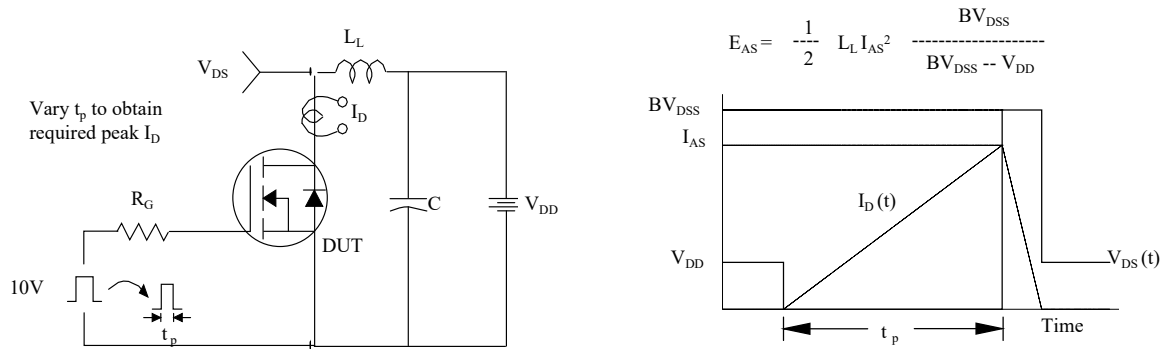 L_L
V_DS
Vary t_p to obtain
required peak I_D
I_D
R_G
C
V_DD
DUT
10V
t_p
E_AS = 1/2 L_L I_AS² BV_DSS / BV_DSS -- V_DD
BV_DSS
I_AS
I_D (t)
V_DD
V_DS (t)
t_p
Time